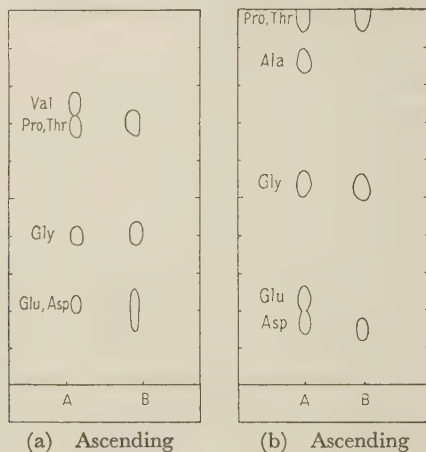 Val
Pro,Thr
Gly
Glu,Asp
A B
(a) Ascending
Pro,Thr
Ala
Gly
Glu
Asp
A B
(b) Ascending